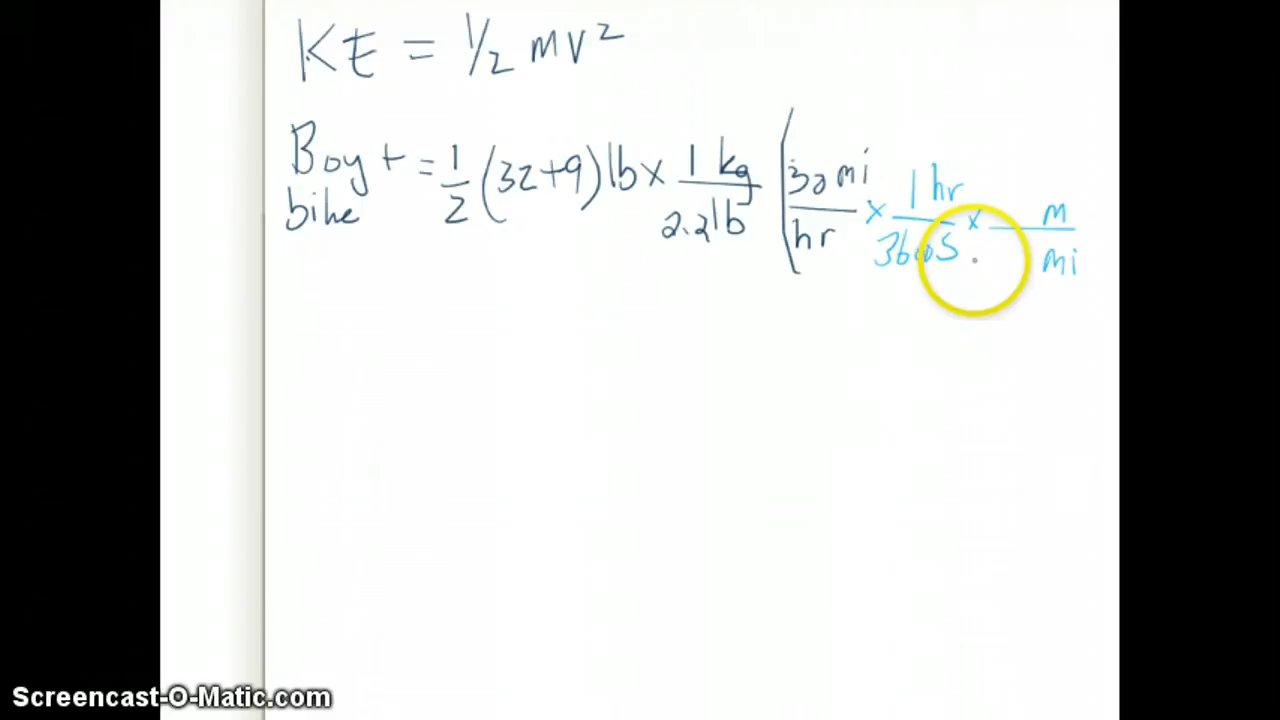 KE = 1/2 mv²
Boy + bike = 1/2 (32+9) lb x 1 kg / 2.2 lb ( 30 mi / hr x 1 hr / 3600 s x m / mi
Screencast-O-Matic.com